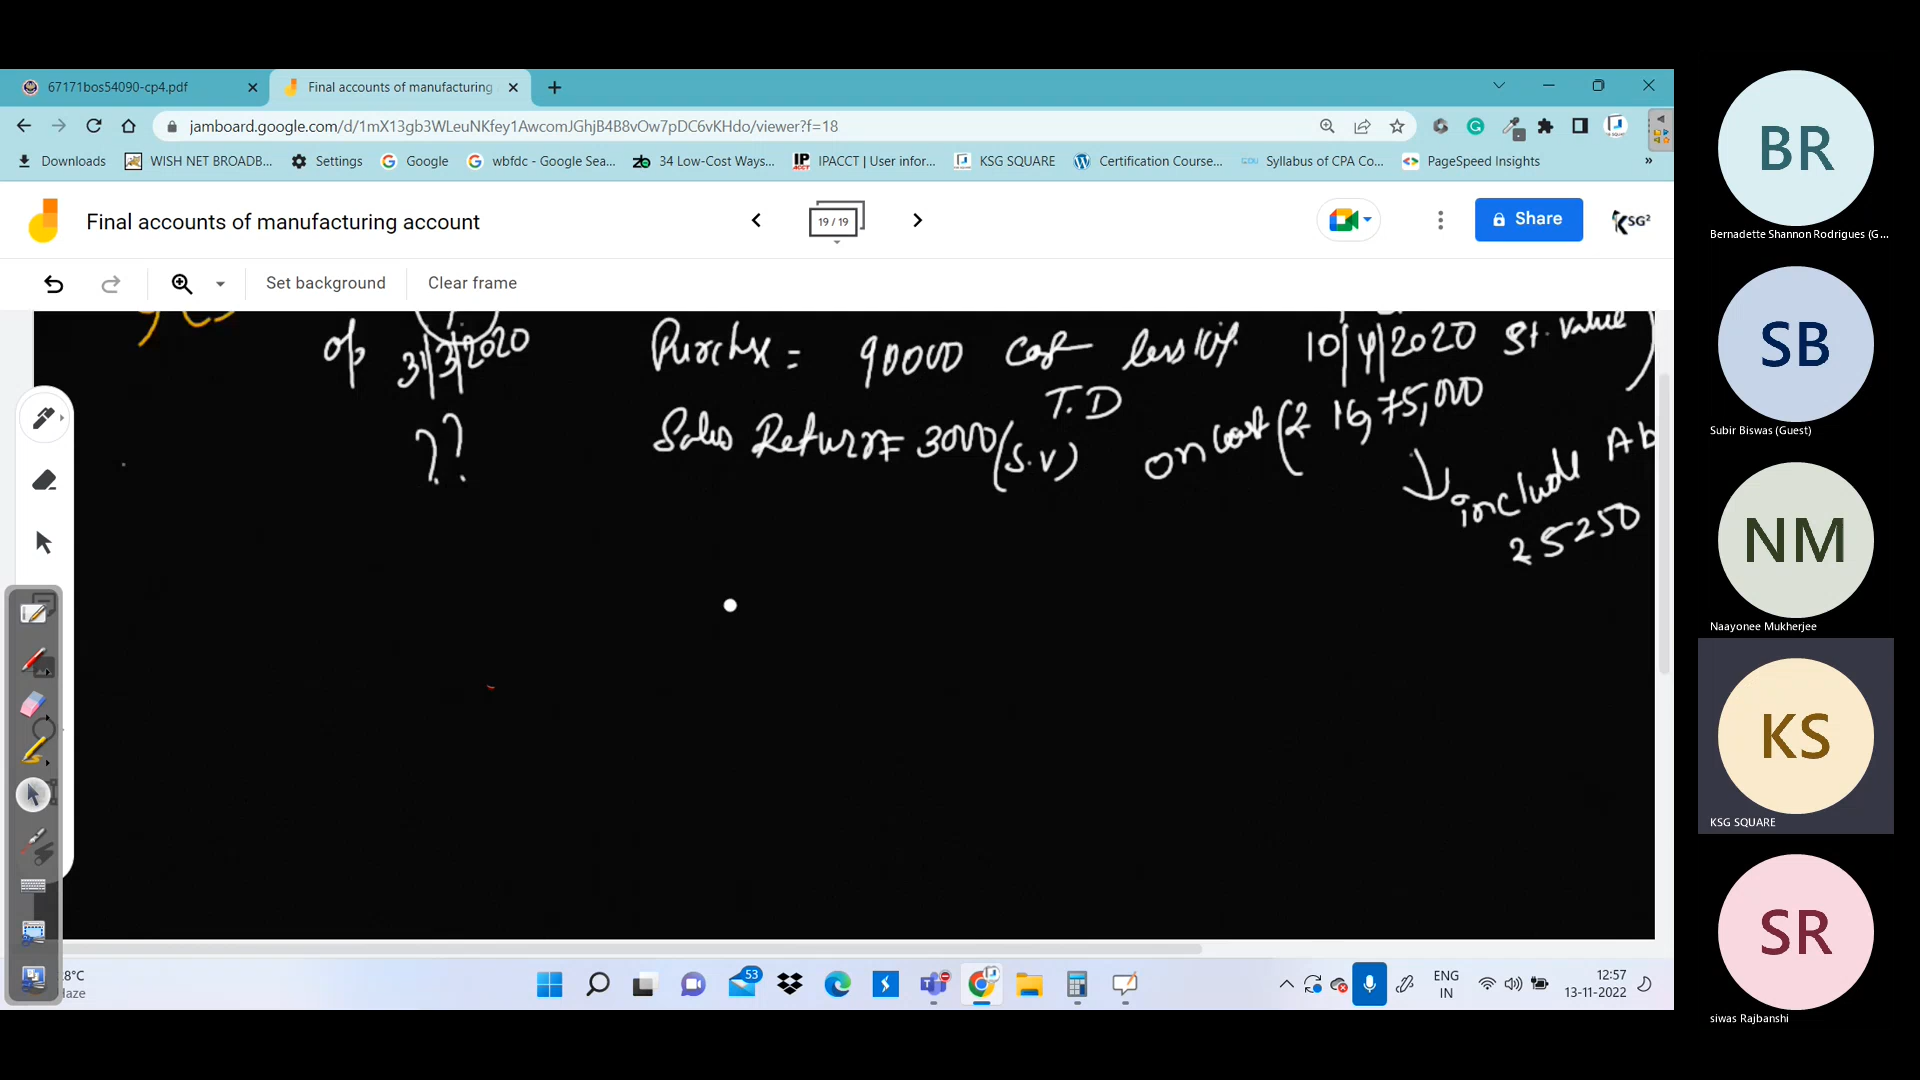 67171bos54090-cp4.pdf
Final accounts of manufacturing
jamboard.google.com/d/1mX13gb3WLeuNKfey1AwcomJGhjB4B8vOw7pDC6vKHdo/viewer?f=18
Downloads WISH NET BROADB... Settings Google wbfdc - Google Sea... 34 Low-Cost Ways... IPACCT | User infor... KSG SQUARE Certification Course... Syllabus of CPA Co... PageSpeed Insights »
Final accounts of manufacturing account
19 / 19
Share
KSG²
Set background Clear frame
of 31/3/2020 Purchase = 90000 Cost less 10% 10/4/2020 St. value
T.D
?? Sales Return = 3000 (S.V) on cost (2 16,75,000
include Ab
25250
8°C
Haze
53
ENG
IN
12:57
13-11-2022
BR
Bernadette Shannon Rodrigues (G...
SB
Subir Biswas (Guest)
NM
Naayonee Mukherjee
KS
KSG SQUARE
SR
siwas Rajbanshi